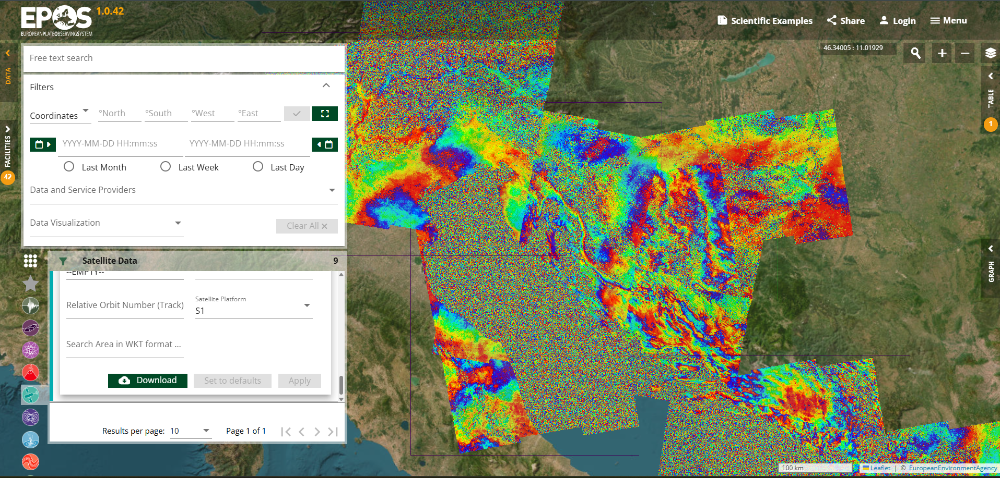 EPOS 1.0.42
EUROPEANPLATEOBSERVINGSYSTEM
Scientific Examples
Share
Login
Menu
46.34005 : 11.01929
DATA
FACILITIES
42
TABLE
1
GRAPH
Free text search
Filters
Coordinates
°North
°South
°West
°East
YYYY-MM-DD HH:mm:ss
YYYY-MM-DD HH:mm:ss
Last Month
Last Week
Last Day
Data and Service Providers
Data Visualization
Clear All
Satellite Data
9
--EMPTY--
Relative Orbit Number (Track)
Satellite Platform
S1
Search Area in WKT format ...
Download
Set to defaults
Apply
Results per page: 10
Page 1 of 1
100 km
Leaflet | © EuropeanEnvironmentAgency